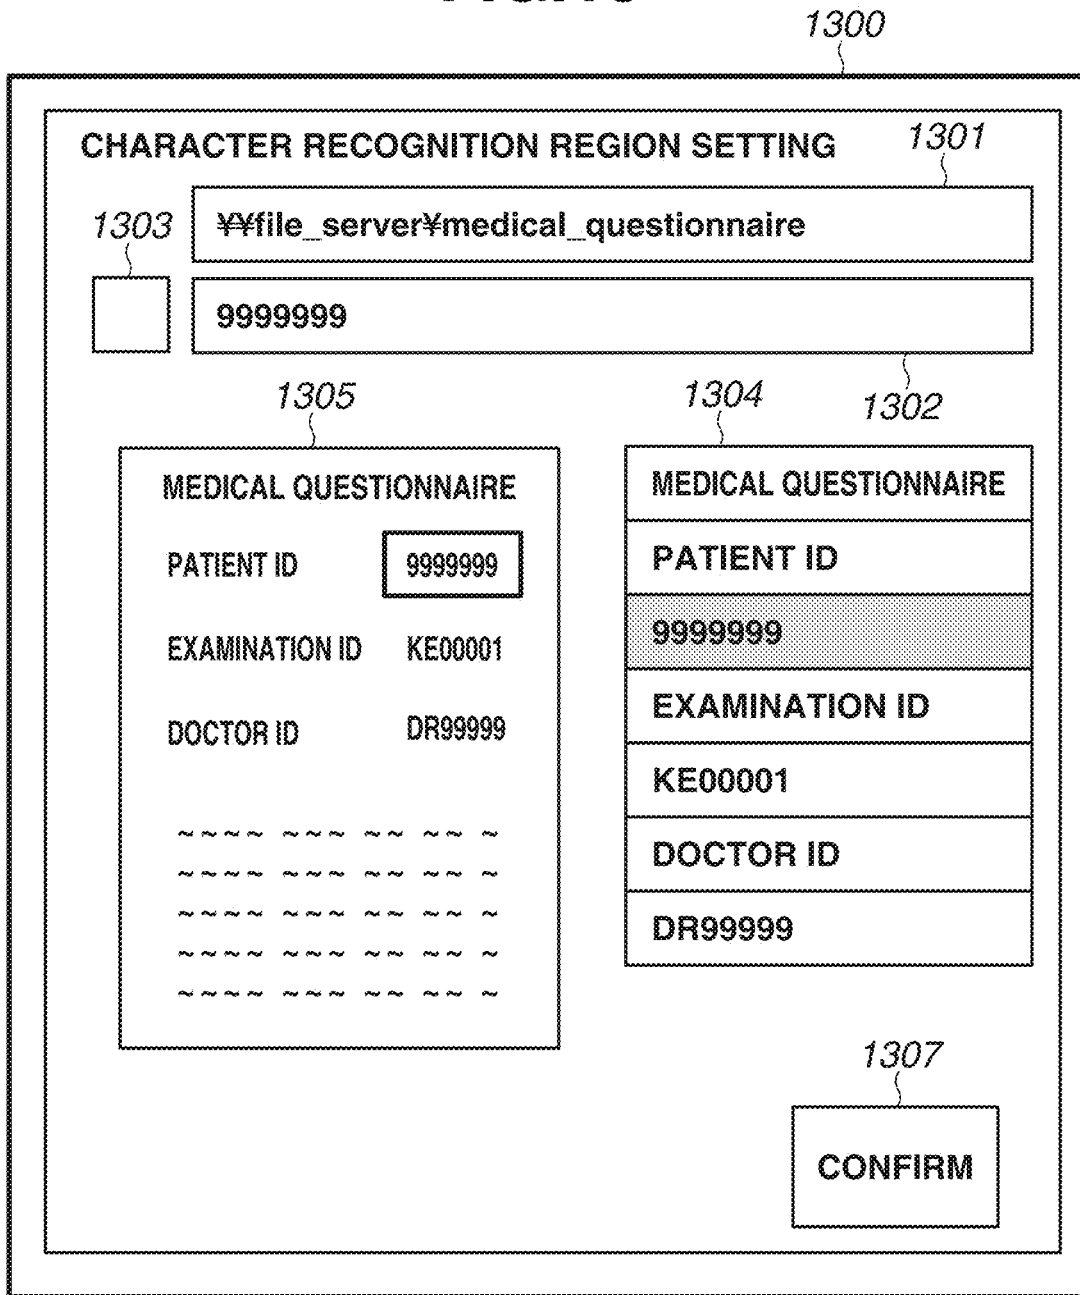 1300
CHARACTER RECOGNITION REGION SETTING
1301
¥¥file_server¥medical_questionnaire
1303
9999999
1302
1305
MEDICAL QUESTIONNAIRE
PATIENT ID 9999999
EXAMINATION ID KE00001
DOCTOR ID DR99999
~~~~ ~~~ ~~ ~~ ~
~~~~ ~~~ ~~ ~~ ~
~~~~ ~~~ ~~ ~~ ~
~~~~ ~~~ ~~ ~~ ~
~~~~ ~~~ ~~ ~~ ~
1304
MEDICAL QUESTIONNAIRE
PATIENT ID
9999999
EXAMINATION ID
KE00001
DOCTOR ID
DR99999
1307
CONFIRM